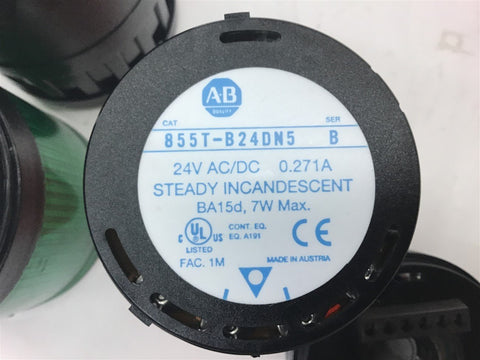 A-B
QUALITY
CAT SER
855T-B24DN5 B
24V AC/DC 0.271A
STEADY INCANDESCENT
BA15d, 7W Max.
C UL US CONT. EQ. CE
LISTED EQ. A191
FAC. 1M MADE IN AUSTRIA